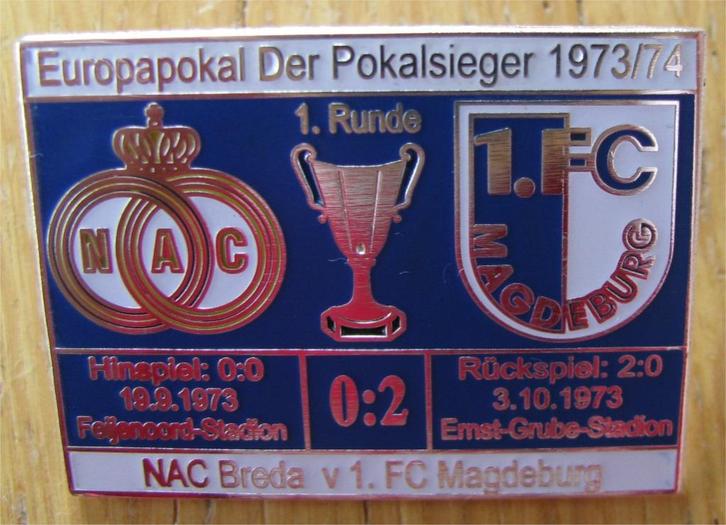 Europapokal Der Pokalsieger 1973/74
1. Runde
NAC
1.FC
MAGDEBURG
Hinspiel: 0:0
19.9.1973
Feijenoord-Stadion
0:2
Rückspiel: 2:0
3.10.1973
Ernst-Grube-Stadion
NAC Breda v 1. FC Magdeburg